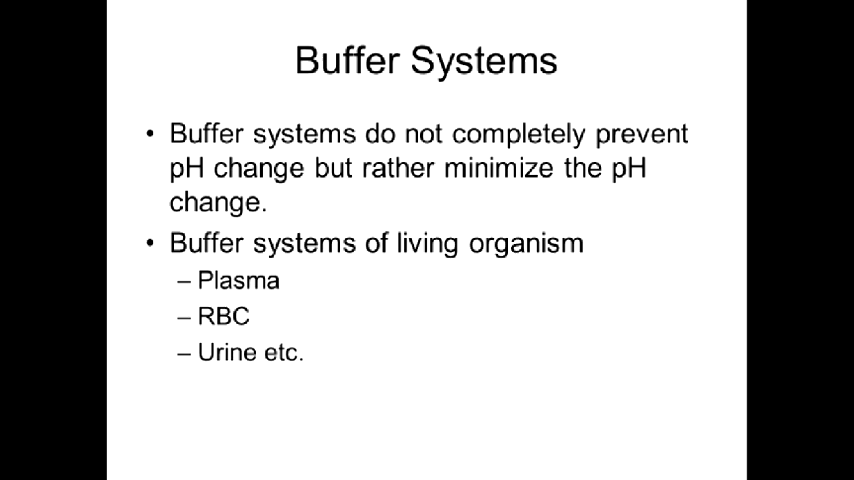 Buffer Systems
• Buffer systems do not completely prevent
pH change but rather minimize the pH
change.
• Buffer systems of living organism
– Plasma
– RBC
– Urine etc.